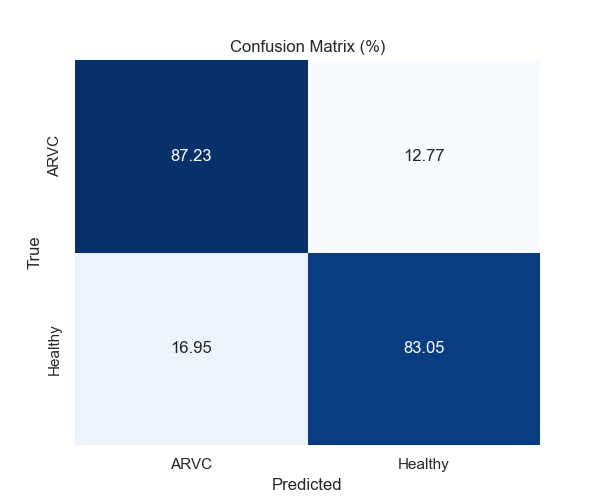 Confusion Matrix (%)
ARVC
87.23
12.77
True
Healthy
16.95
83.05
ARVC
Healthy
Predicted